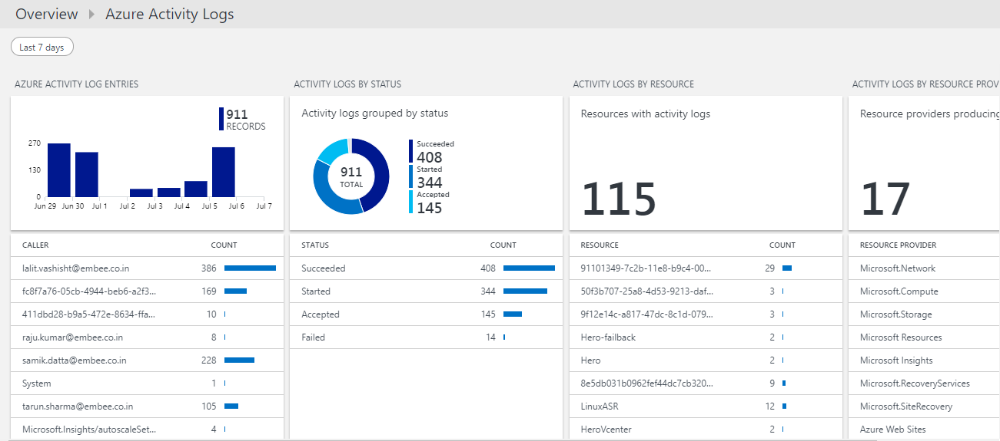 Overview Azure Activity Logs
Last 7 days
AZURE ACTIVITY LOG ENTRIES
911
RECORDS
270
130
0
Jun 29 Jun 30 Jul 1 Jul 2 Jul 3 Jul 4 Jul 5 Jul 6 Jul 7
CALLER COUNT
lalit.vashisht@embee.co.in 386
fc8f7a76-05cb-4944-beb6-a2f3... 169
411dbd28-b9a5-472e-8634-ffa... 10
raju.kumar@embee.co.in 8
samik.datta@embee.co.in 228
System 1
tarun.sharma@embee.co.in 105
Microsoft.Insights/autoscaleSet... 4
ACTIVITY LOGS BY STATUS
Activity logs grouped by status
911
TOTAL
Succeeded
408
Started
344
Accepted
145
STATUS COUNT
Succeeded 408
Started 344
Accepted 145
Failed 14
ACTIVITY LOGS BY RESOURCE
Resources with activity logs
115
RESOURCE COUNT
91101349-7c2b-11e8-b9c4-00... 29
50f3b707-25a8-4d53-9213-daf... 3
9f12e14c-a817-47dc-8c1d-079... 3
Hero-failback 2
Hero 2
8e5db031b0962fef44dc7cb320... 9
LinuxASR 12
HeroVcenter 2
ACTIVITY LOGS BY RESOURCE PROV
Resource providers producing
17
RESOURCE PROVIDER
Microsoft.Network
Microsoft.Compute
Microsoft.Storage
Microsoft Resources
Microsoft Insights
Microsoft.RecoveryServices
Microsoft.SiteRecovery
Azure Web Sites